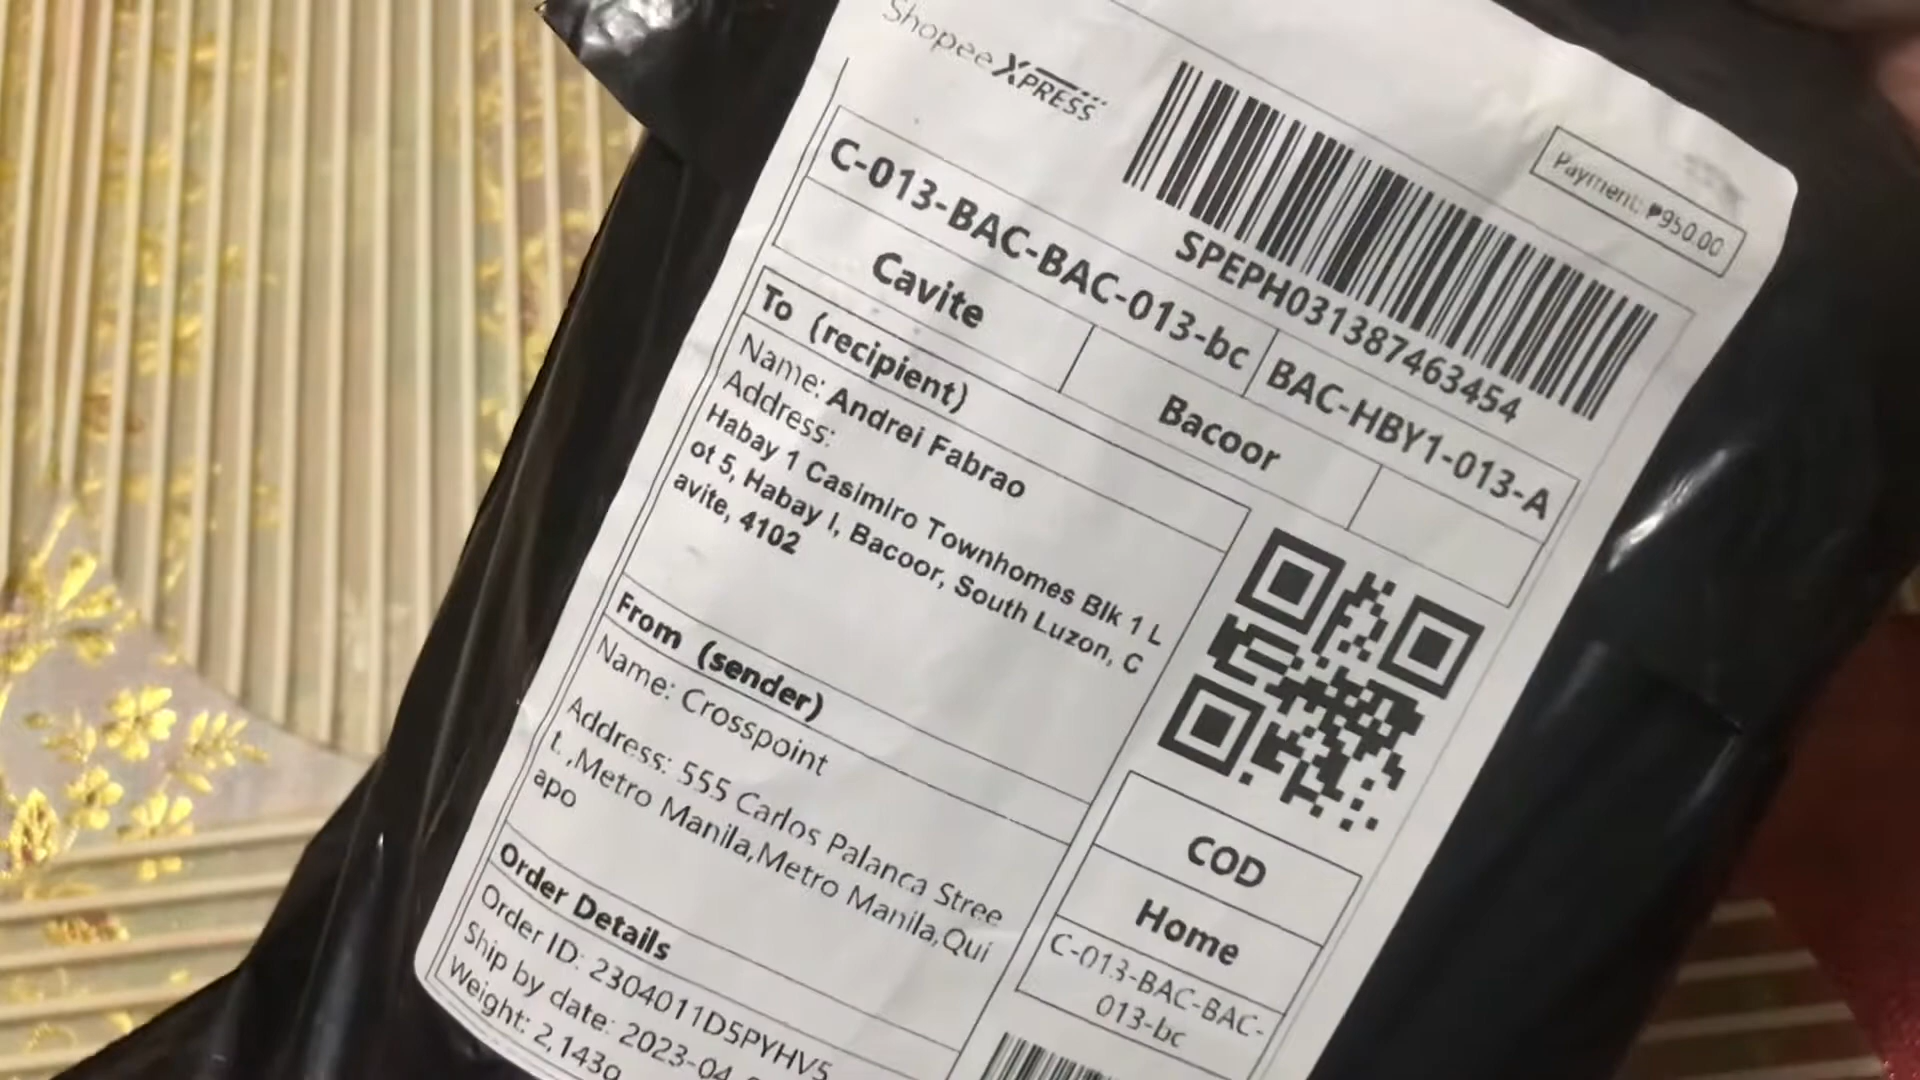 Shopee XPRESS
Payment: ₱950.00
SPEPH031387463454
C-013-BAC-BAC-013-bc
BAC-HBY1-013-A
Cavite
Bacoor
To (recipient)
Name: Andrei Fabrao
Address:
Habay 1 Casimiro Townhomes Blk 1 L
ot 5, Habay I, Bacoor, South Luzon, C
avite, 4102
From (sender)
Name: Crosspoint
Address: 555 Carlos Palanca Stree
t. ,Metro Manila,Metro Manila,Qui
apo
COD
Home
C-013-BAC-BAC-
013-bc
Order Details
Order ID: 2304011D5PYHV5
Ship by date: 2023-04
Weight: 2,143g